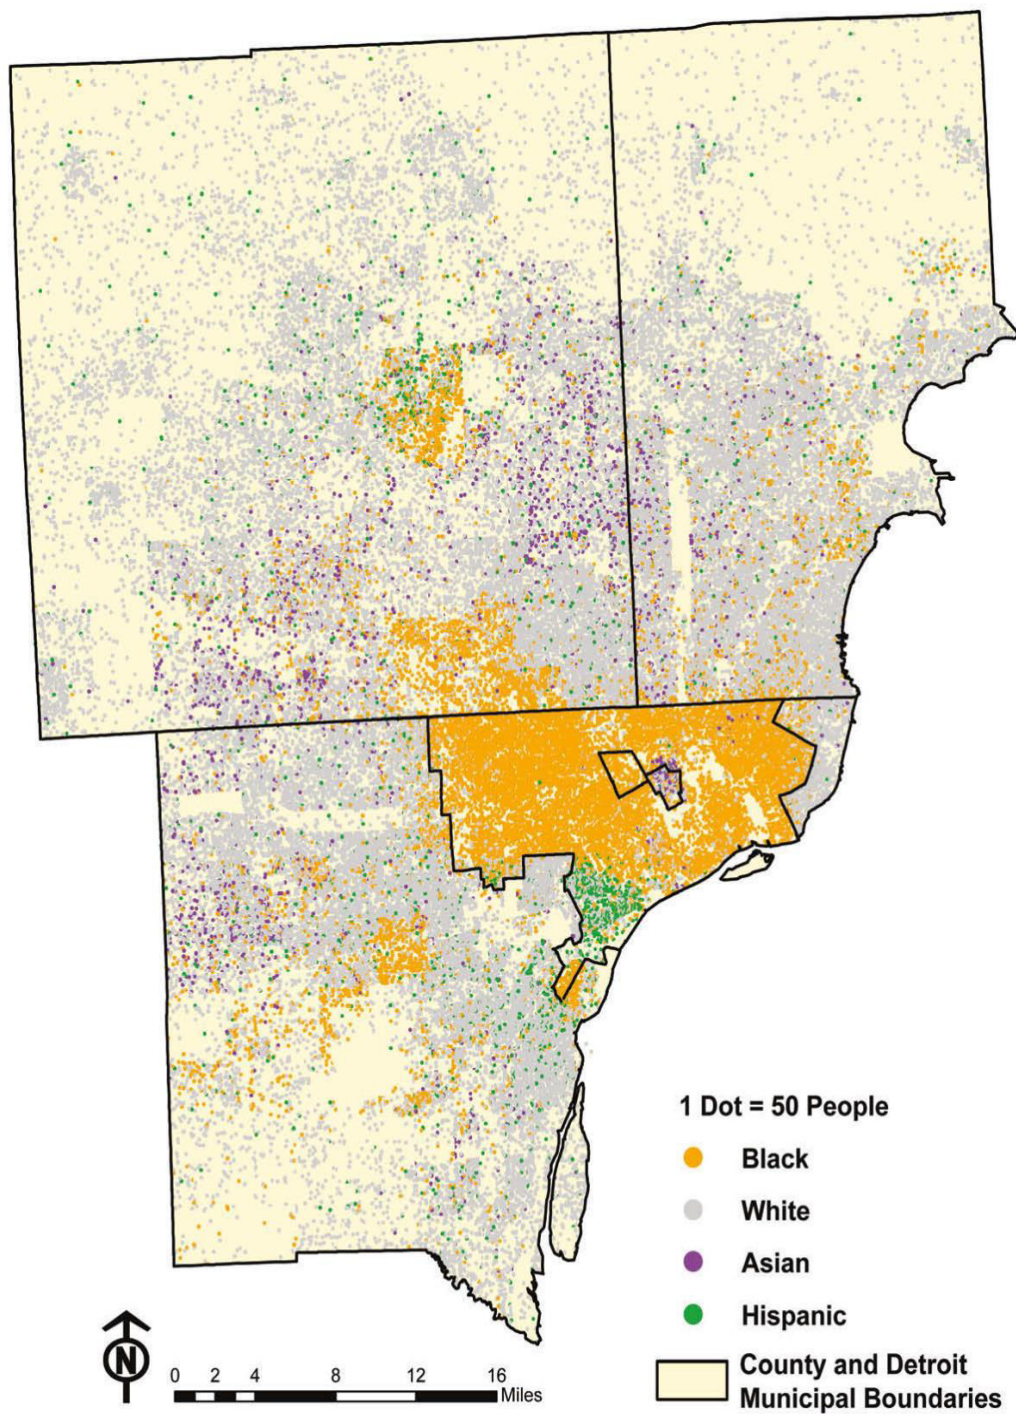 1 Dot = 50 People
Black
White
Asian
Hispanic
County and Detroit
Municipal Boundaries
N
0 2 4 8 12 16
Miles